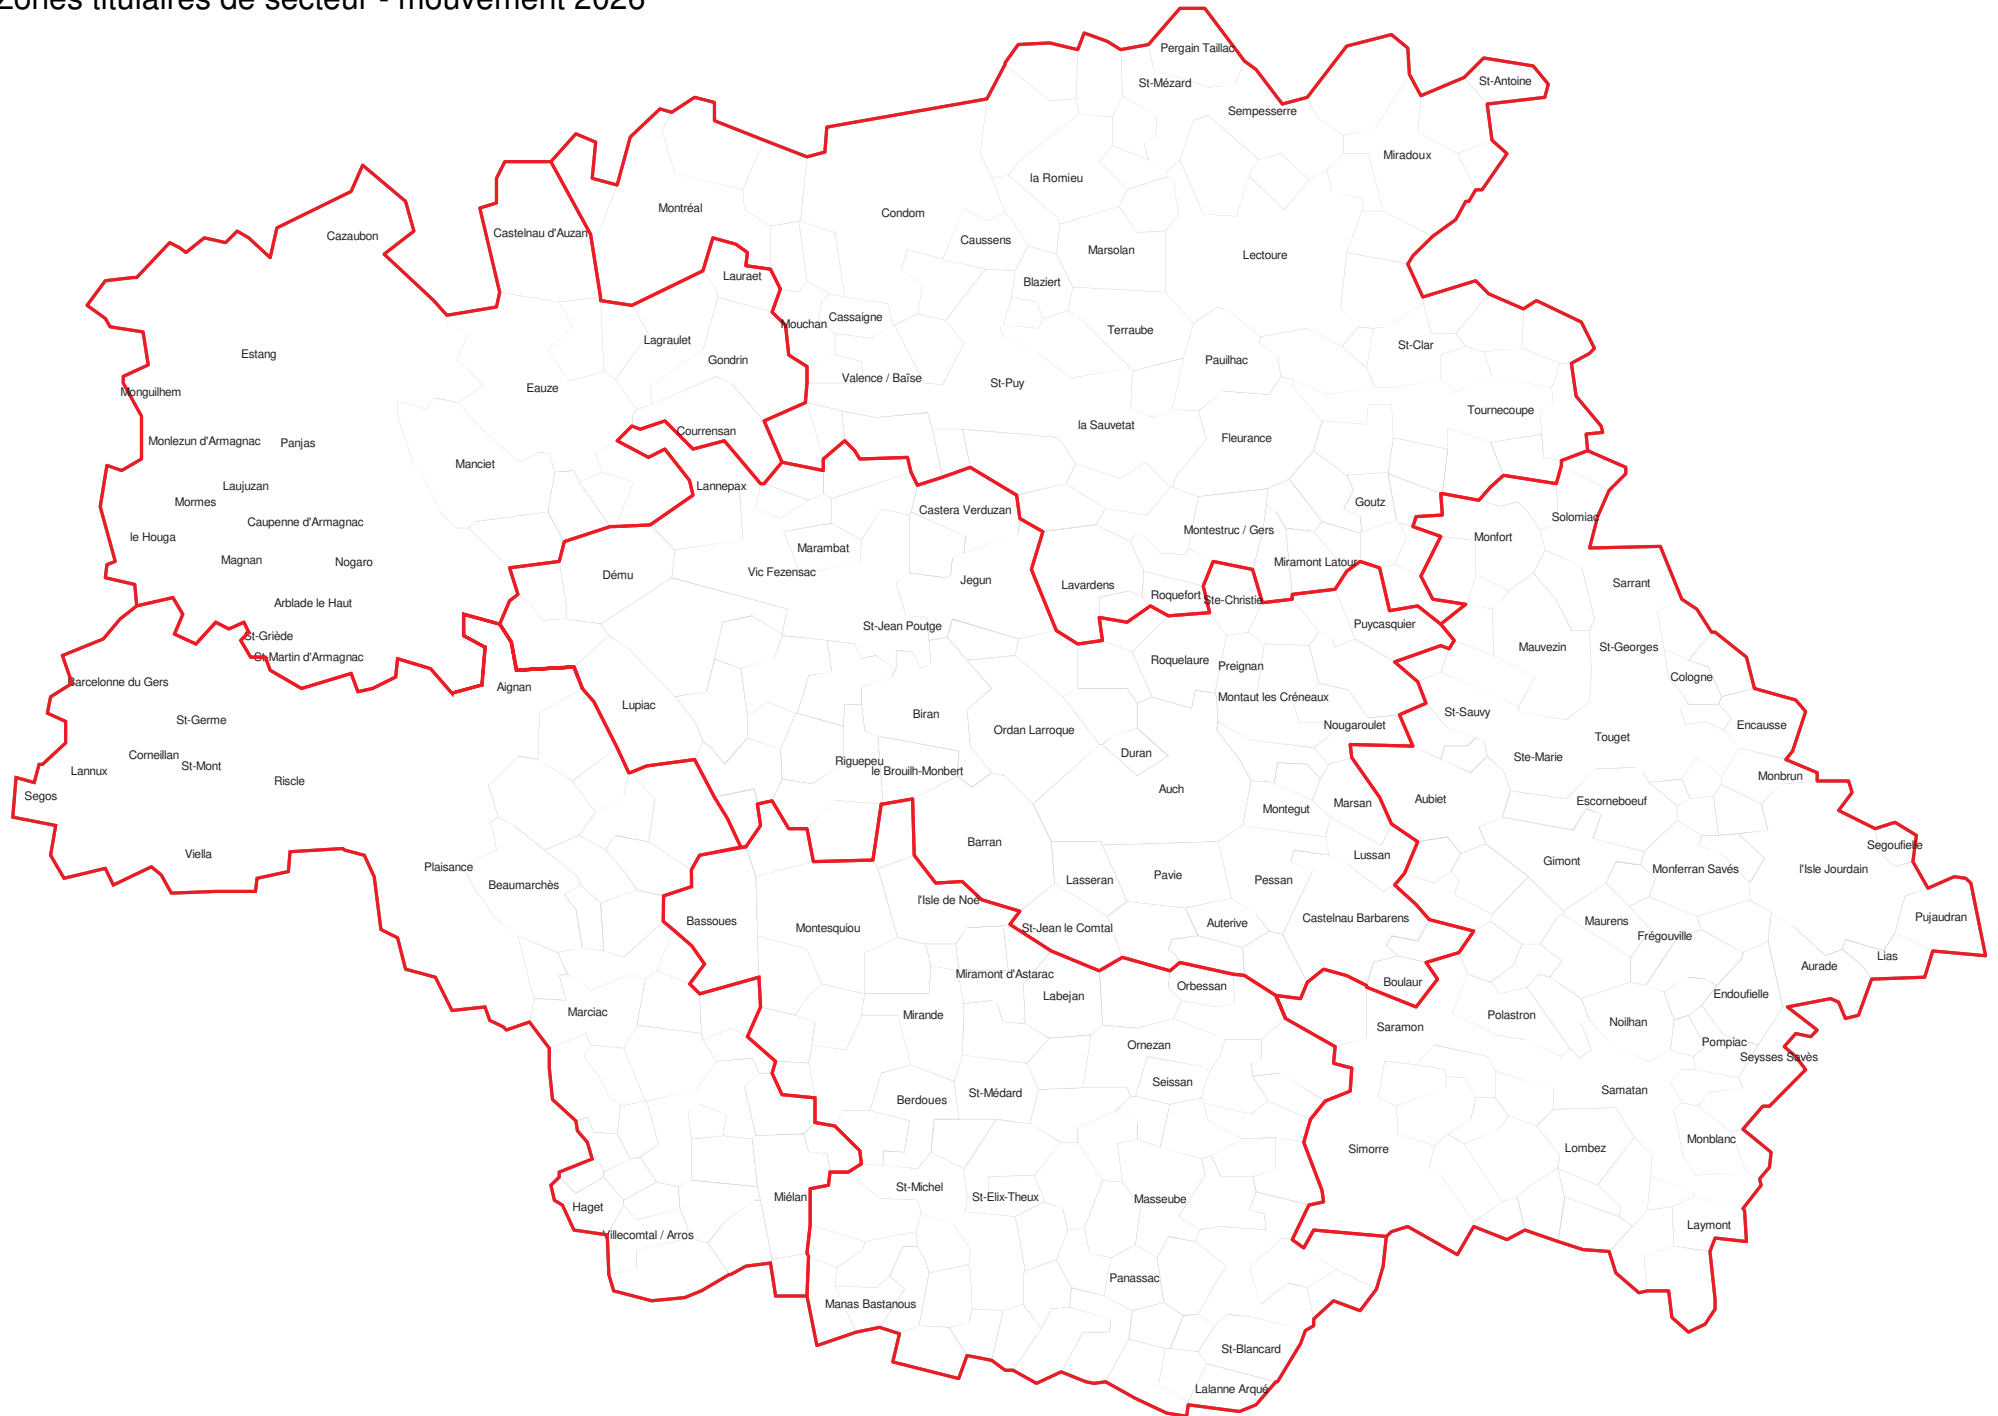 Zones titulaires de secteur - mouvement 2026
Pergain Taillac
St-Antoine
St-Mézard
Sempesserre
Miradoux
la Romieu
Montréal
Condom
Castelnau d'Auzan
Cazaubon
Caussens
Marsolan
Lectoure
Lauraet
Blaziert
Cassaigne
Mouchan
Terraube
Lagraulet
St-Clar
Estang
Gondrin
Pauilhac
Valence / Baïse
St-Puy
Eauze
Monguilhem
Tournecoupe
la Sauvetat
Courrensan
Fleurance
Monlezun d'Armagnac
Panjas
Manciet
Laujuzan
Lannepax
Mormes
Goutz
Castera Verduzan
Solomiac
Caupenne d'Armagnac
Montestruc / Gers
le Houga
Monfort
Marambat
Magnan
Nogaro
Miramont Latour
Vic Fezensac
Dému
Jegun
Sarrant
Lavardens
Roquefort
Ste-Christie
Arblade le Haut
Puycasquier
St-Jean Poutge
St-Griède
Mauvezin
St-Georges
St-Martin d'Armagnac
Roquelaure
Preignan
Cologne
Barcelonne du Gers
Aignan
Montaut les Créneaux
Lupiac
St-Sauvy
Biran
St-Germe
Nougaroulet
Encausse
Ordan Larroque
Touget
Duran
Corneillan
Ste-Marie
Riguepeu
St-Mont
Lannux
le Brouilh-Monbert
Monbrun
Riscle
Auch
Segos
Aubiet
Escorneboeuf
Marsan
Montegut
Barran
Segoufielle
Viella
Lussan
Gimont
Plaisance
Monferran Savés
l'Isle Jourdain
Pavie
Lasseran
Pessan
Beaumarchès
l'Isle de Noé
Pujaudran
Castelnau Barbarens
Bassoues
Maurens
Auterive
Montesquiou
St-Jean le Comtal
Frégouville
Lias
Aurade
Miramont d'Astarac
Boulaur
Orbessan
Labejan
Endoufielle
Marciac
Mirande
Polastron
Noilhan
Saramon
Pompiac
Ornezan
Seysses Savès
Seissan
Samatan
St-Médard
Berdoues
Monblanc
Lombez
Simorre
St-Michel
Miélan
St-Elix-Theux
Masseube
Haget
Laymont
Villecomtal / Arros
Panassac
Manas Bastanous
St-Blancard
Lalanne Arqué